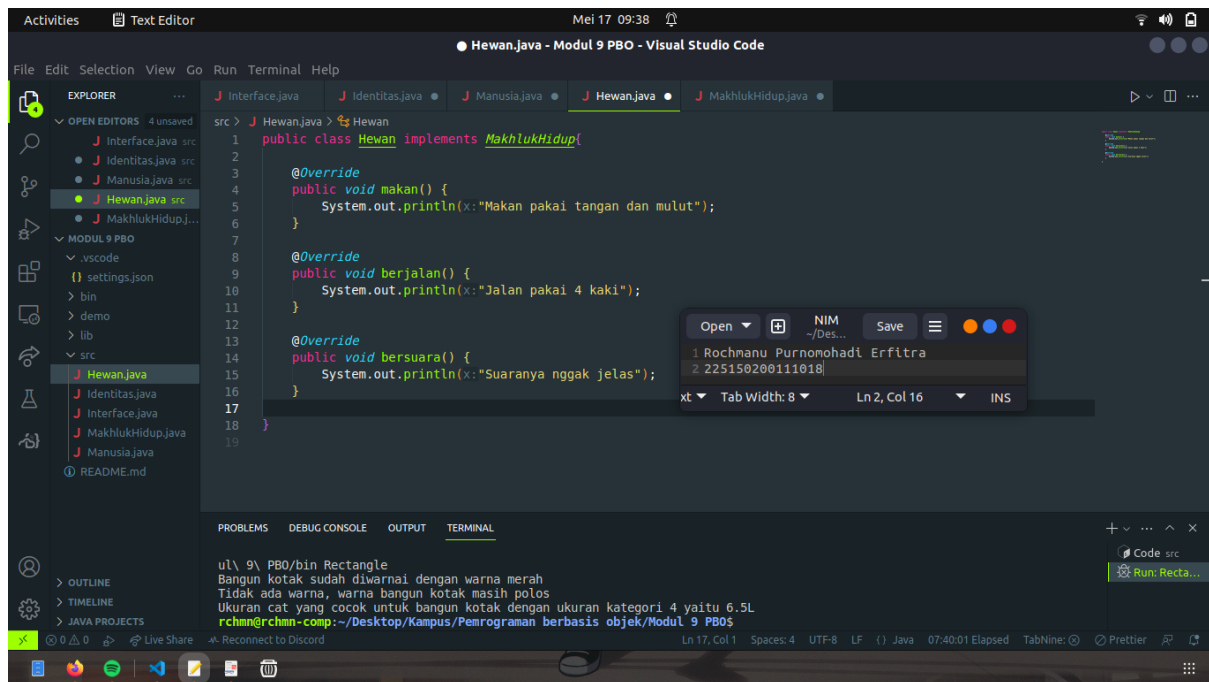 Activities Text Editor Mei 17 09:38
Hewan.java - Modul 9 PBO - Visual Studio Code
File Edit Selection View Go Run Terminal Help
EXPLORER ...
J Interface.java J Identitas.java J Manusia.java J Hewan.java J MakhlukHidup.java
OPEN EDITORS 4 unsaved
J Interface.java src
J Identitas.java src
J Manusia.java src
J Hewan.java src
J MakhlukHidup.j...
MODUL 9 PBO
.vscode
{} settings.json
bin
demo
lib
src
J Hewan.java
J Identitas.java
J Interface.java
J MakhlukHidup.java
J Manusia.java
README.md
OUTLINE
TIMELINE
JAVA PROJECTS
src > J Hewan.java > Hewan
1 public class Hewan implements MakhlukHidup{
2
3 @Override
4 public void makan() {
5 System.out.println(x:"Makan pakai tangan dan mulut");
6 }
7
8 @Override
9 public void berjalan() {
10 System.out.println(x:"Jalan pakai 4 kaki");
11 }
12
13 @Override
14 public void bersuara() {
15 System.out.println(x:"Suaranya nggak jelas");
16 }
17
18 }
19
Open NIM Save
~/Des...
1 Rochmanu Purnomohadi Erfitra
2 225150200111018
xt Tab Width: 8 Ln 2, Col 16 INS
PROBLEMS DEBUG CONSOLE OUTPUT TERMINAL
ul\ 9\ PBO/bin Rectangle
Bangun kotak sudah diwarnai dengan warna merah
Tidak ada warna, warna bangun kotak masih polos
Ukuran cat yang cocok untuk bangun kotak dengan ukuran kategori 4 yaitu 6.5L
rchmn@rchmn-comp:~/Desktop/Kampus/Pemrograman berbasis objek/Modul 9 PBO$
Code src
Run: Recta...
0 0 Live Share Reconnect to Discord Ln 17, Col 1 Spaces: 4 UTF-8 LF {} Java 07:40:01 Elapsed TabNine: Prettier